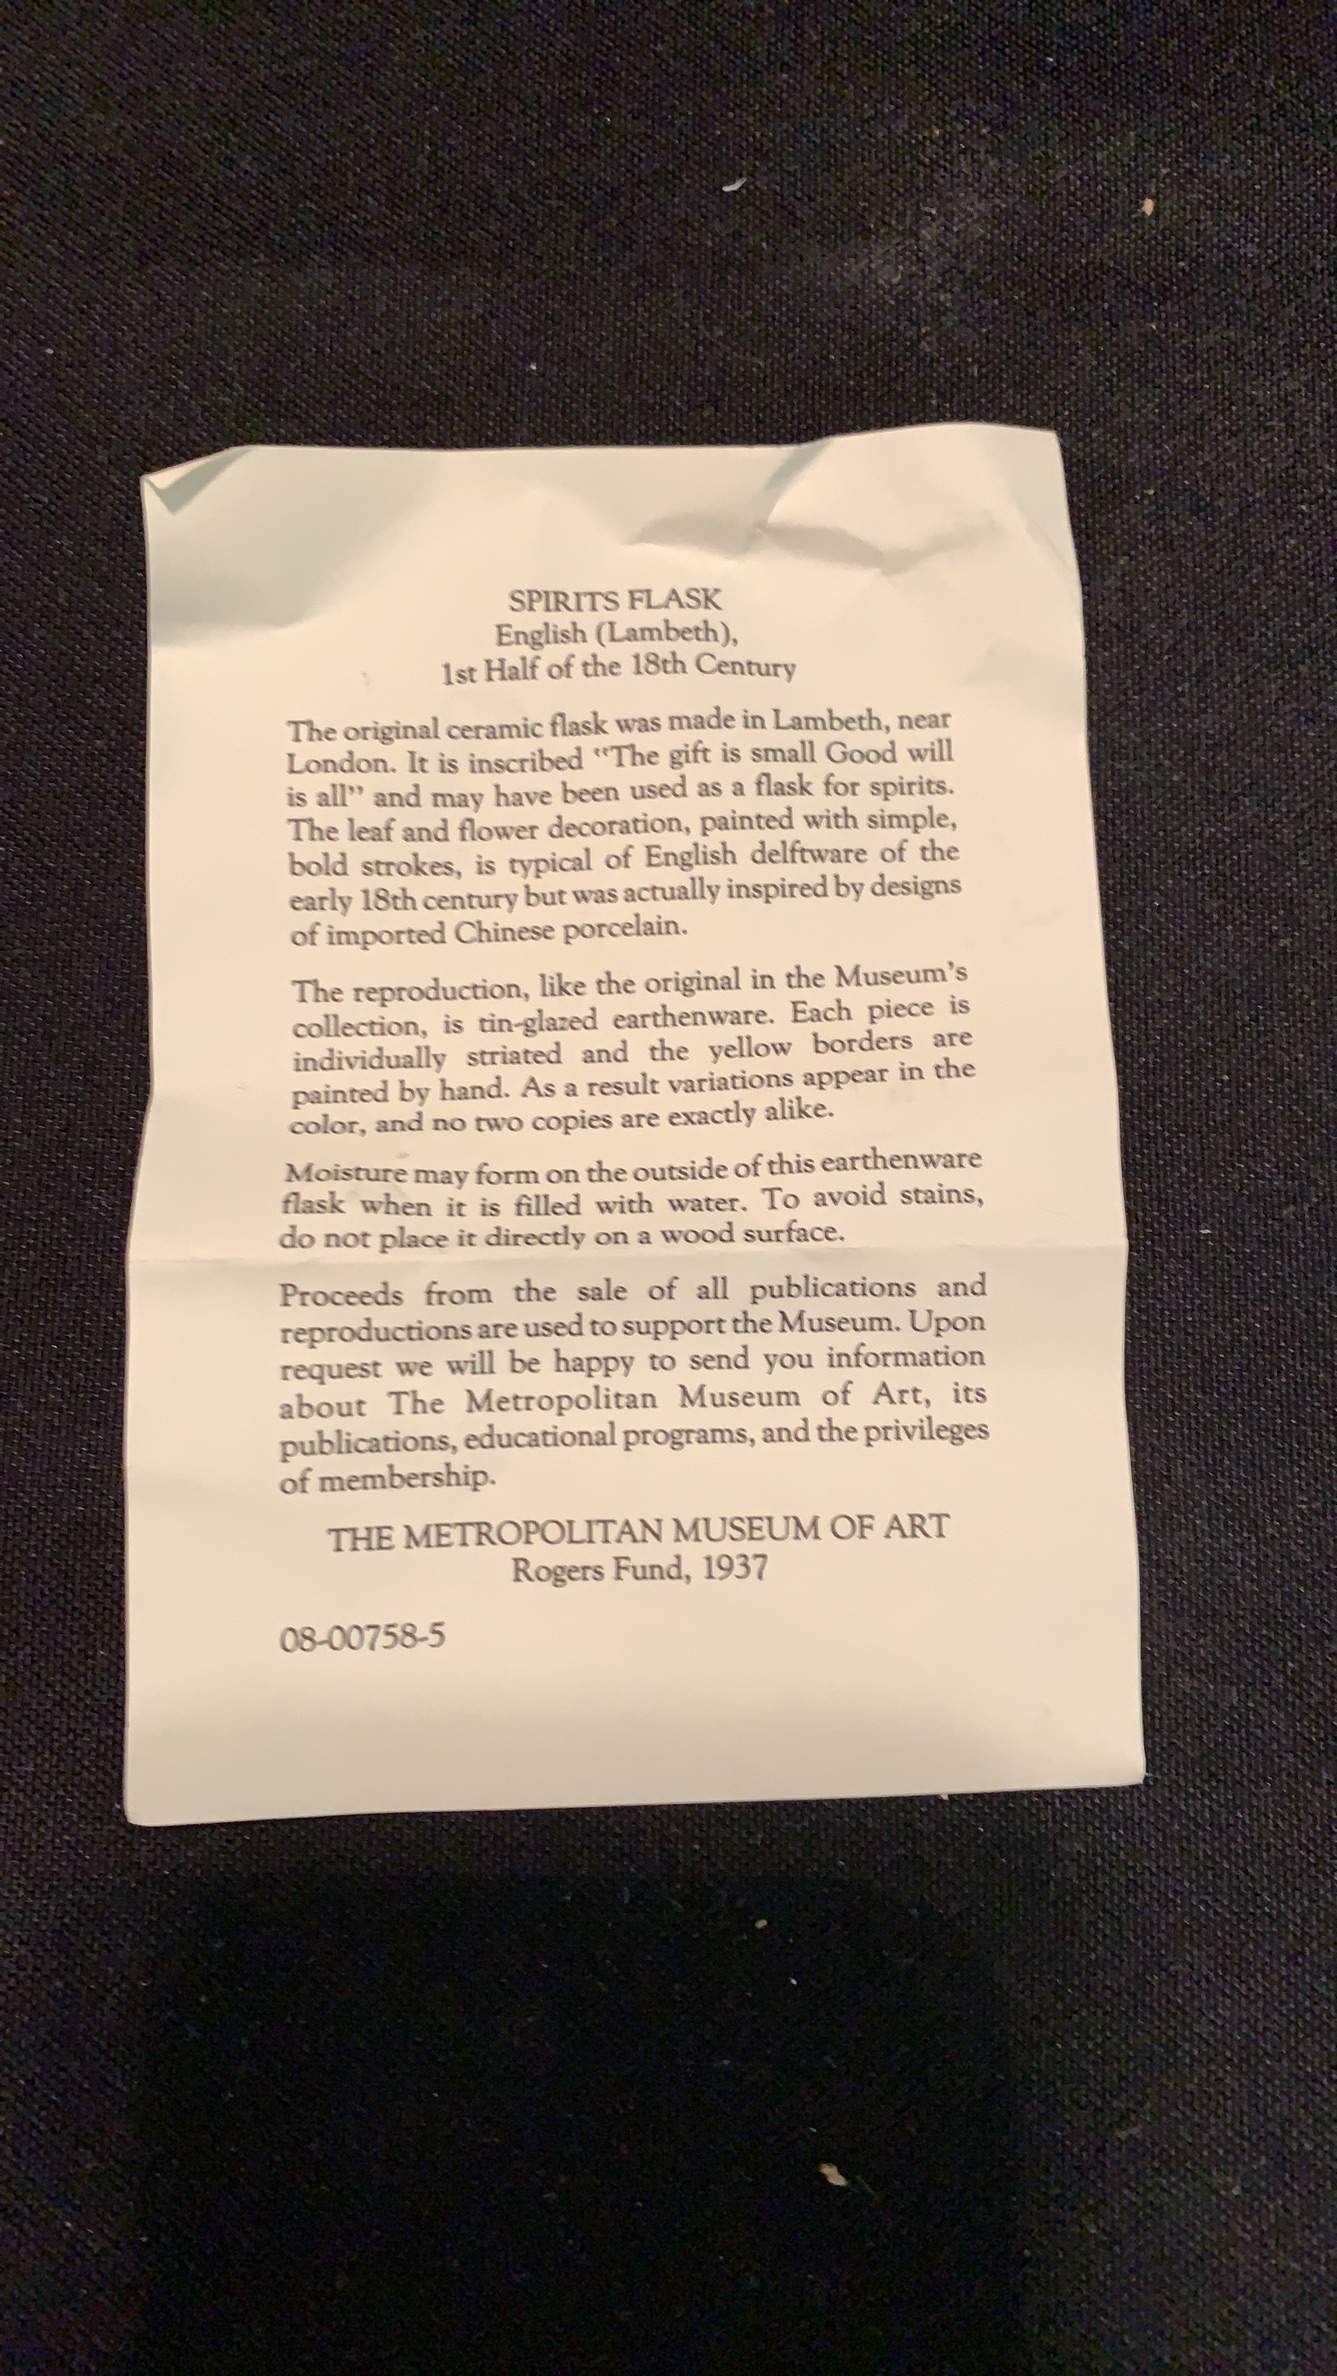 SPIRITS FLASK
English (Lambeth),
1st Half of the 18th Century
The original ceramic flask was made in Lambeth, near
London. It is inscribed “The gift is small Good will
is all” and may have been used as a flask for spirits.
The leaf and flower decoration, painted with simple,
bold strokes, is typical of English delftware of the
early 18th century but was actually inspired by designs
of imported Chinese porcelain.
The reproduction, like the original in the Museum’s
collection, is tin-glazed earthenware. Each piece is
individually striated and the yellow borders are
painted by hand. As a result variations appear in the
color, and no two copies are exactly alike.
Moisture may form on the outside of this earthenware
flask when it is filled with water. To avoid stains,
do not place it directly on a wood surface.
Proceeds from the sale of all publications and
reproductions are used to support the Museum. Upon
request we will be happy to send you information
about The Metropolitan Museum of Art, its
publications, educational programs, and the privileges
of membership.
THE METROPOLITAN MUSEUM OF ART
Rogers Fund, 1937
08-00758-5